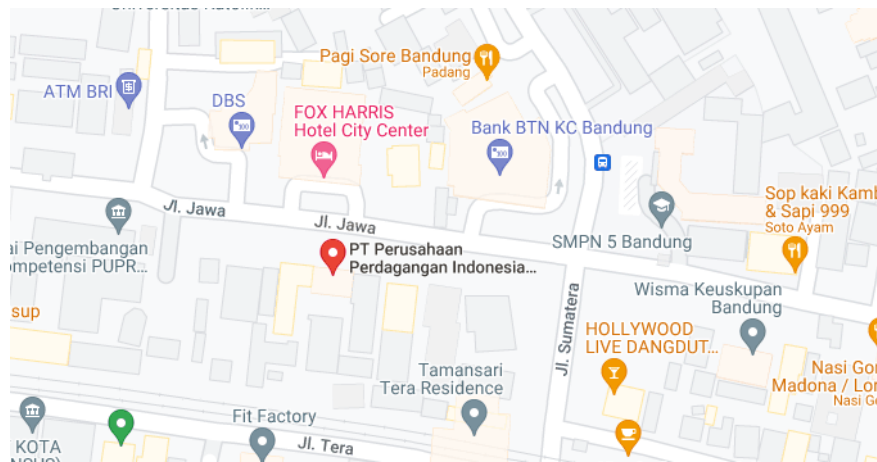 Pagi Sore Bandung
Padang
ATM BRI
DBS
FOX HARRIS
Hotel City Center
Bank BTN KC Bandung
Sop kaki Kamb
& Sapi 999
Soto Ayam
Jl. Jawa
Jl. Jawa
SMPN 5 Bandung
ai Pengembangan
ompetensi PUPR...
PT Perusahaan
Perdagangan Indonesia...
Wisma Keuskupan
Bandung
sup
HOLLYWOOD
LIVE DANGDUT...
Jl. Sumatera
Tamansari
Tera Residence
Nasi Gor
Madona / Lor
Nasi Go
Fit Factory
Jl. Tera
KOTA